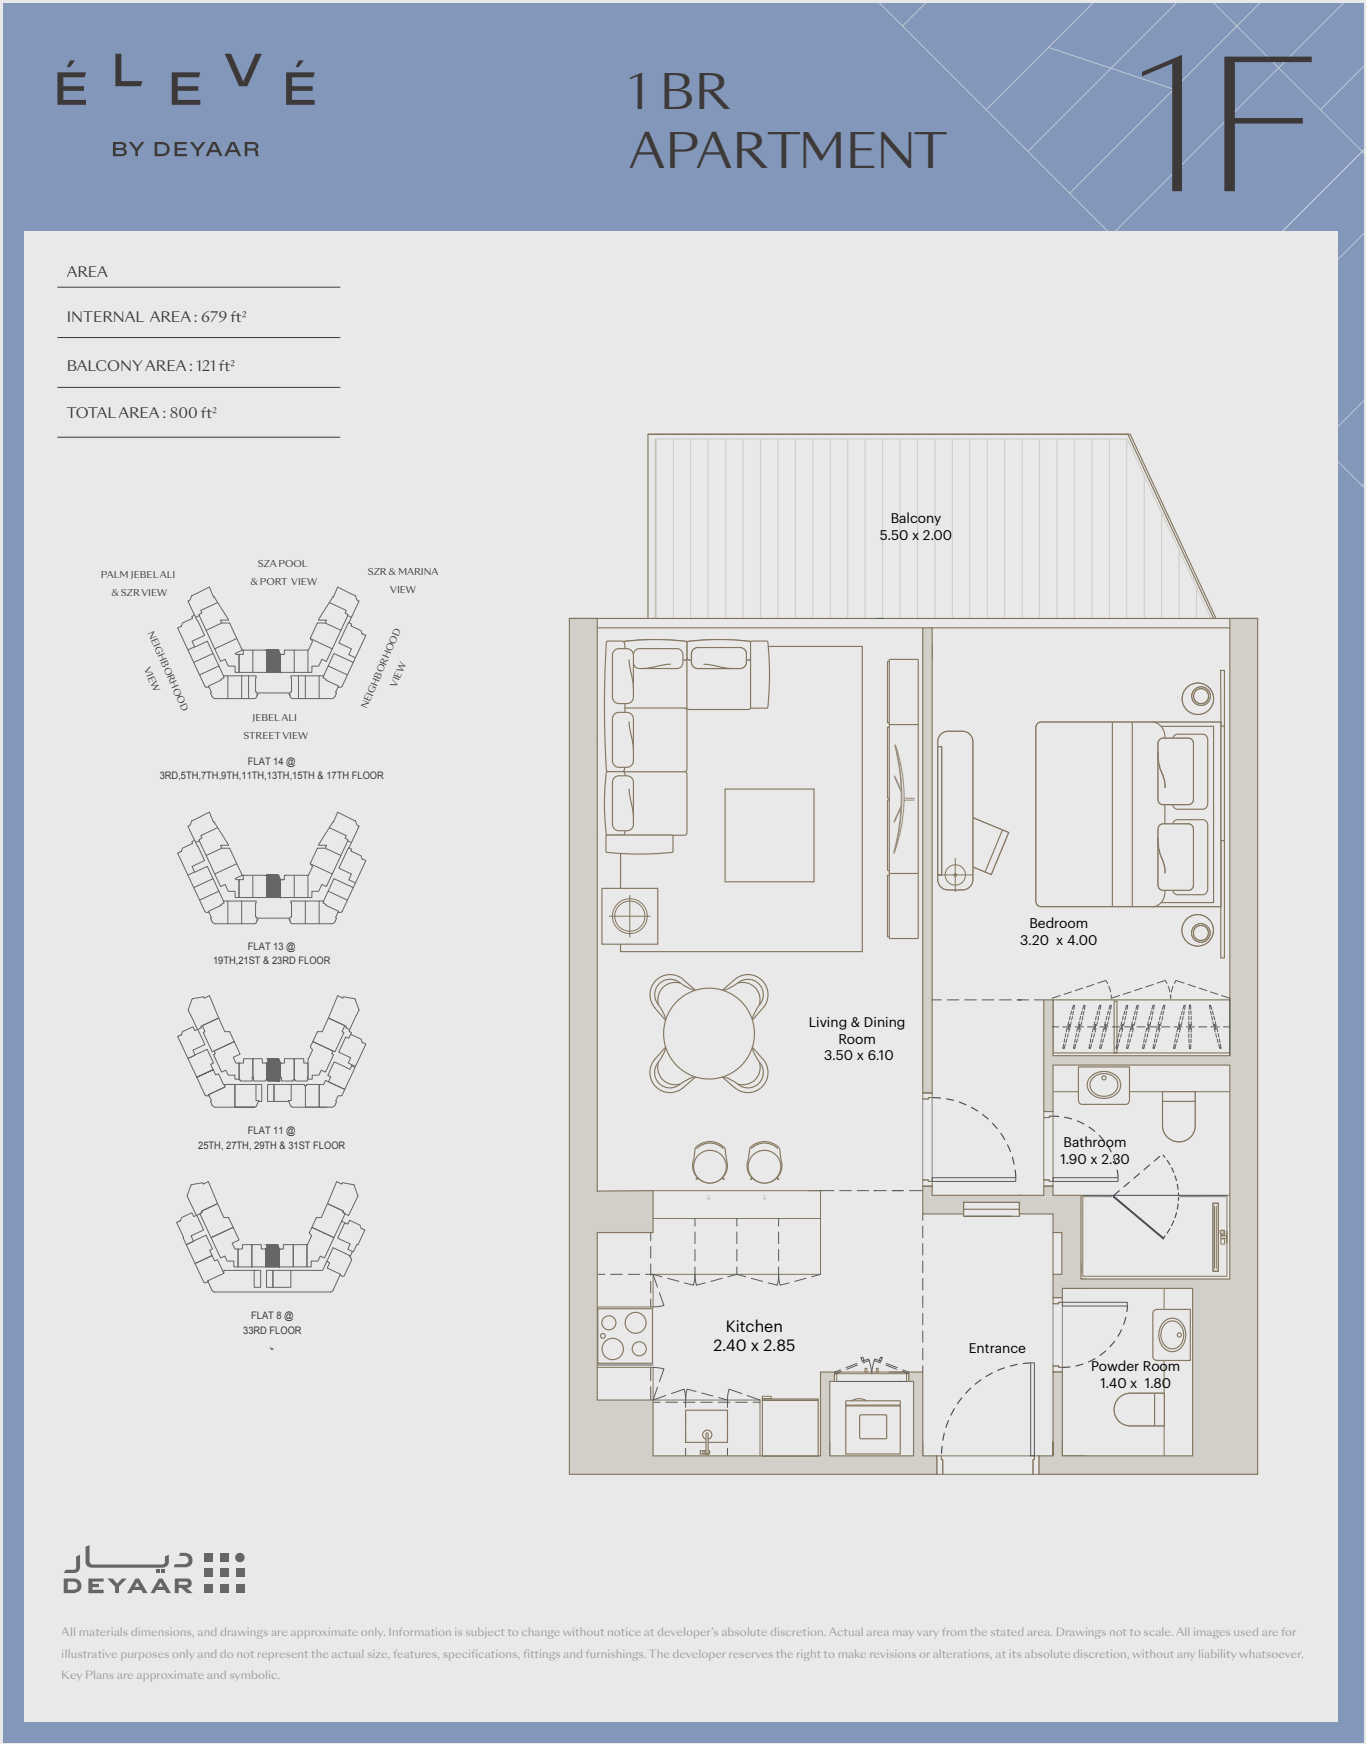 ÉLEVÉ
BY DEYAAR
1 BR
APARTMENT
1F
AREA
INTERNAL AREA : 679 ft²
BALCONY AREA : 121 ft²
TOTAL AREA : 800 ft²
PALM JEBEL ALI
& SZR VIEW
SZA POOL
& PORT VIEW
SZR & MARINA
VIEW
NEIGHBORHOOD
VIEW
NEIGHBORHOOD
VIEW
JEBEL ALI
STREET VIEW
FLAT 14 @
3RD,5TH,7TH,9TH,11TH,13TH,15TH & 17TH FLOOR
FLAT 13 @
19TH,21ST & 23RD FLOOR
FLAT 11 @
25TH, 27TH, 29TH & 31ST FLOOR
FLAT 8 @
33RD FLOOR
Balcony
5.50 x 2.00
Bedroom
3.20 x 4.00
Living & Dining
Room
3.50 x 6.10
Bathroom
1.90 x 2.30
Kitchen
2.40 x 2.85
Entrance
Powder Room
1.40 x 1.80
ديار
DEYAAR
All materials dimensions, and drawings are approximate only. Information is subject to change without notice at developer's absolute discretion. Actual area may vary from the stated area. Drawings not to scale. All images used are for
illustrative purposes only and do not represent the actual size, features, specifications, fittings and furnishings. The developer reserves the right to make revisions or alterations, at its absolute discretion, without any liability whatsoever.
Key Plans are approximate and symbolic.